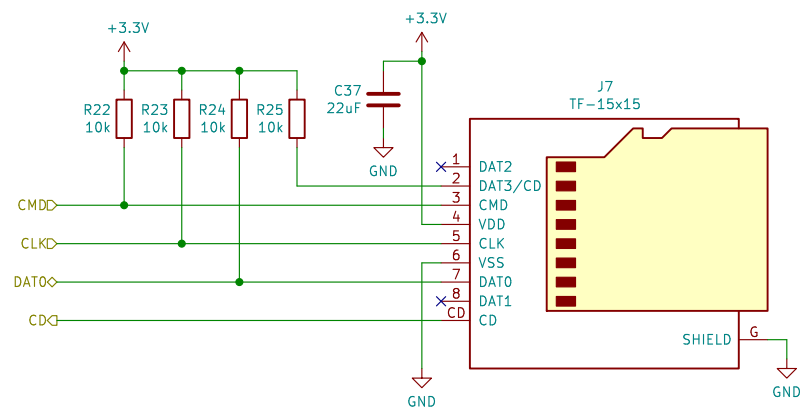 +3.3V
+3.3V
R22
10k
R23
10k
R24
10k
R25
10k
C37
22uF
GND
J7
TF-15x15
1
DAT2
2
DAT3/CD
CMD
3
CMD
4
VDD
CLK
5
CLK
6
VSS
DAT0
7
DAT0
8
DAT1
CD
CD
CD
SHIELD
G
GND
GND